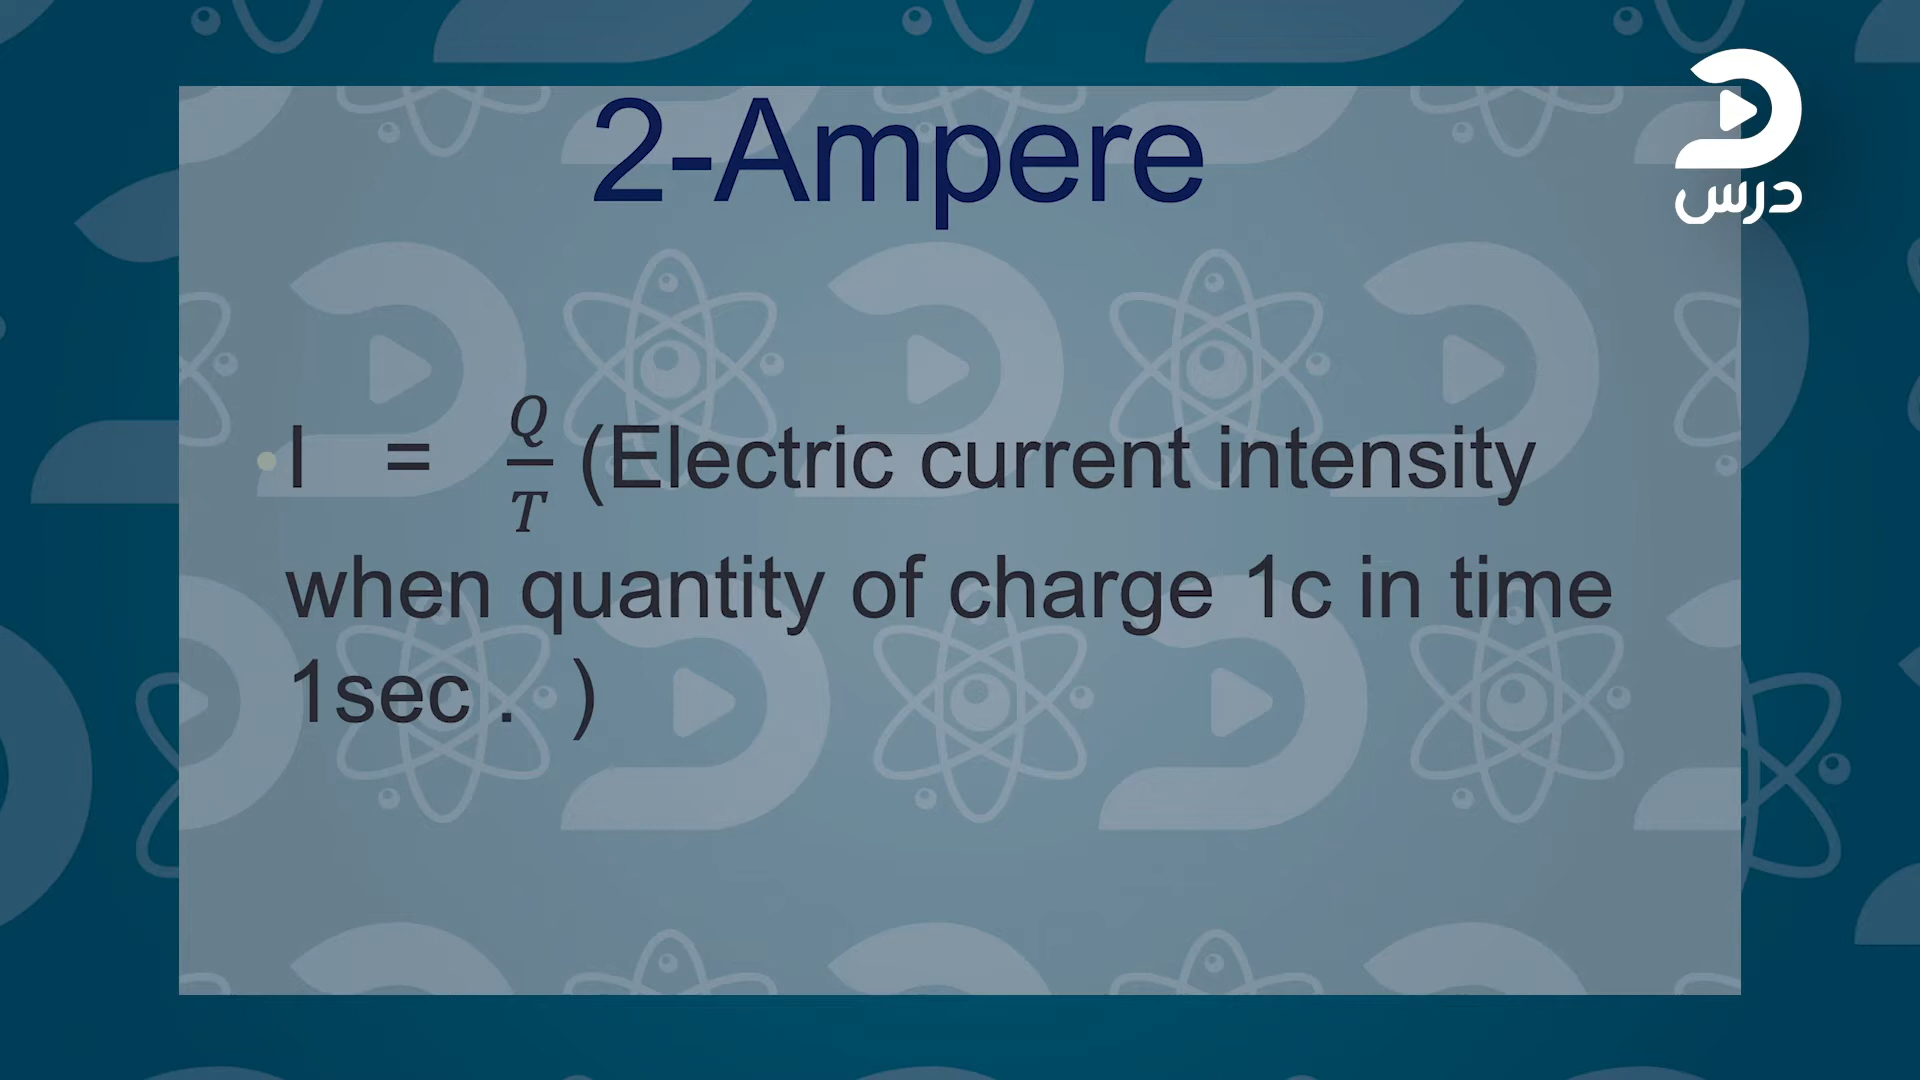 درس
2-Ampere
I = Q/T (Electric current intensity
when quantity of charge 1c in time
1sec . )